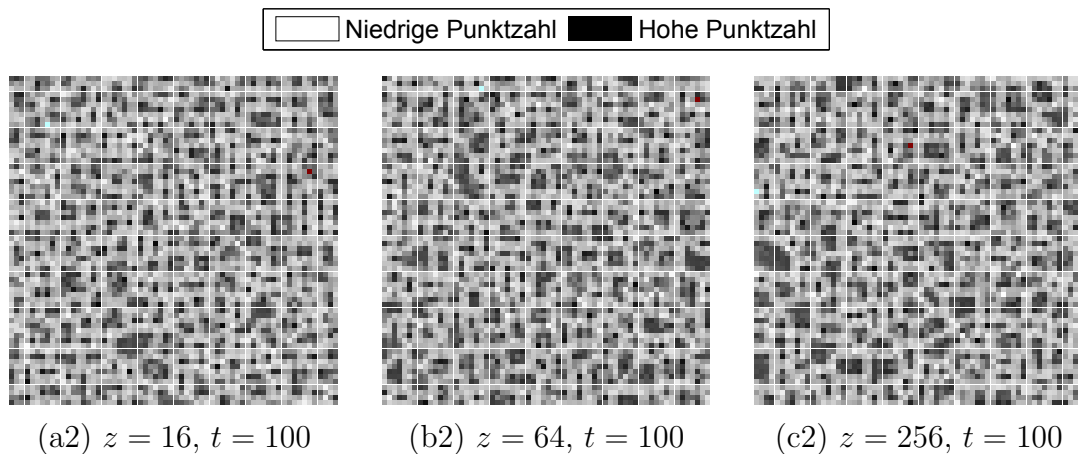 Niedrige Punktzahl Hohe Punktzahl
(a2) z = 16, t = 100 (b2) z = 64, t = 100 (c2) z = 256, t = 100